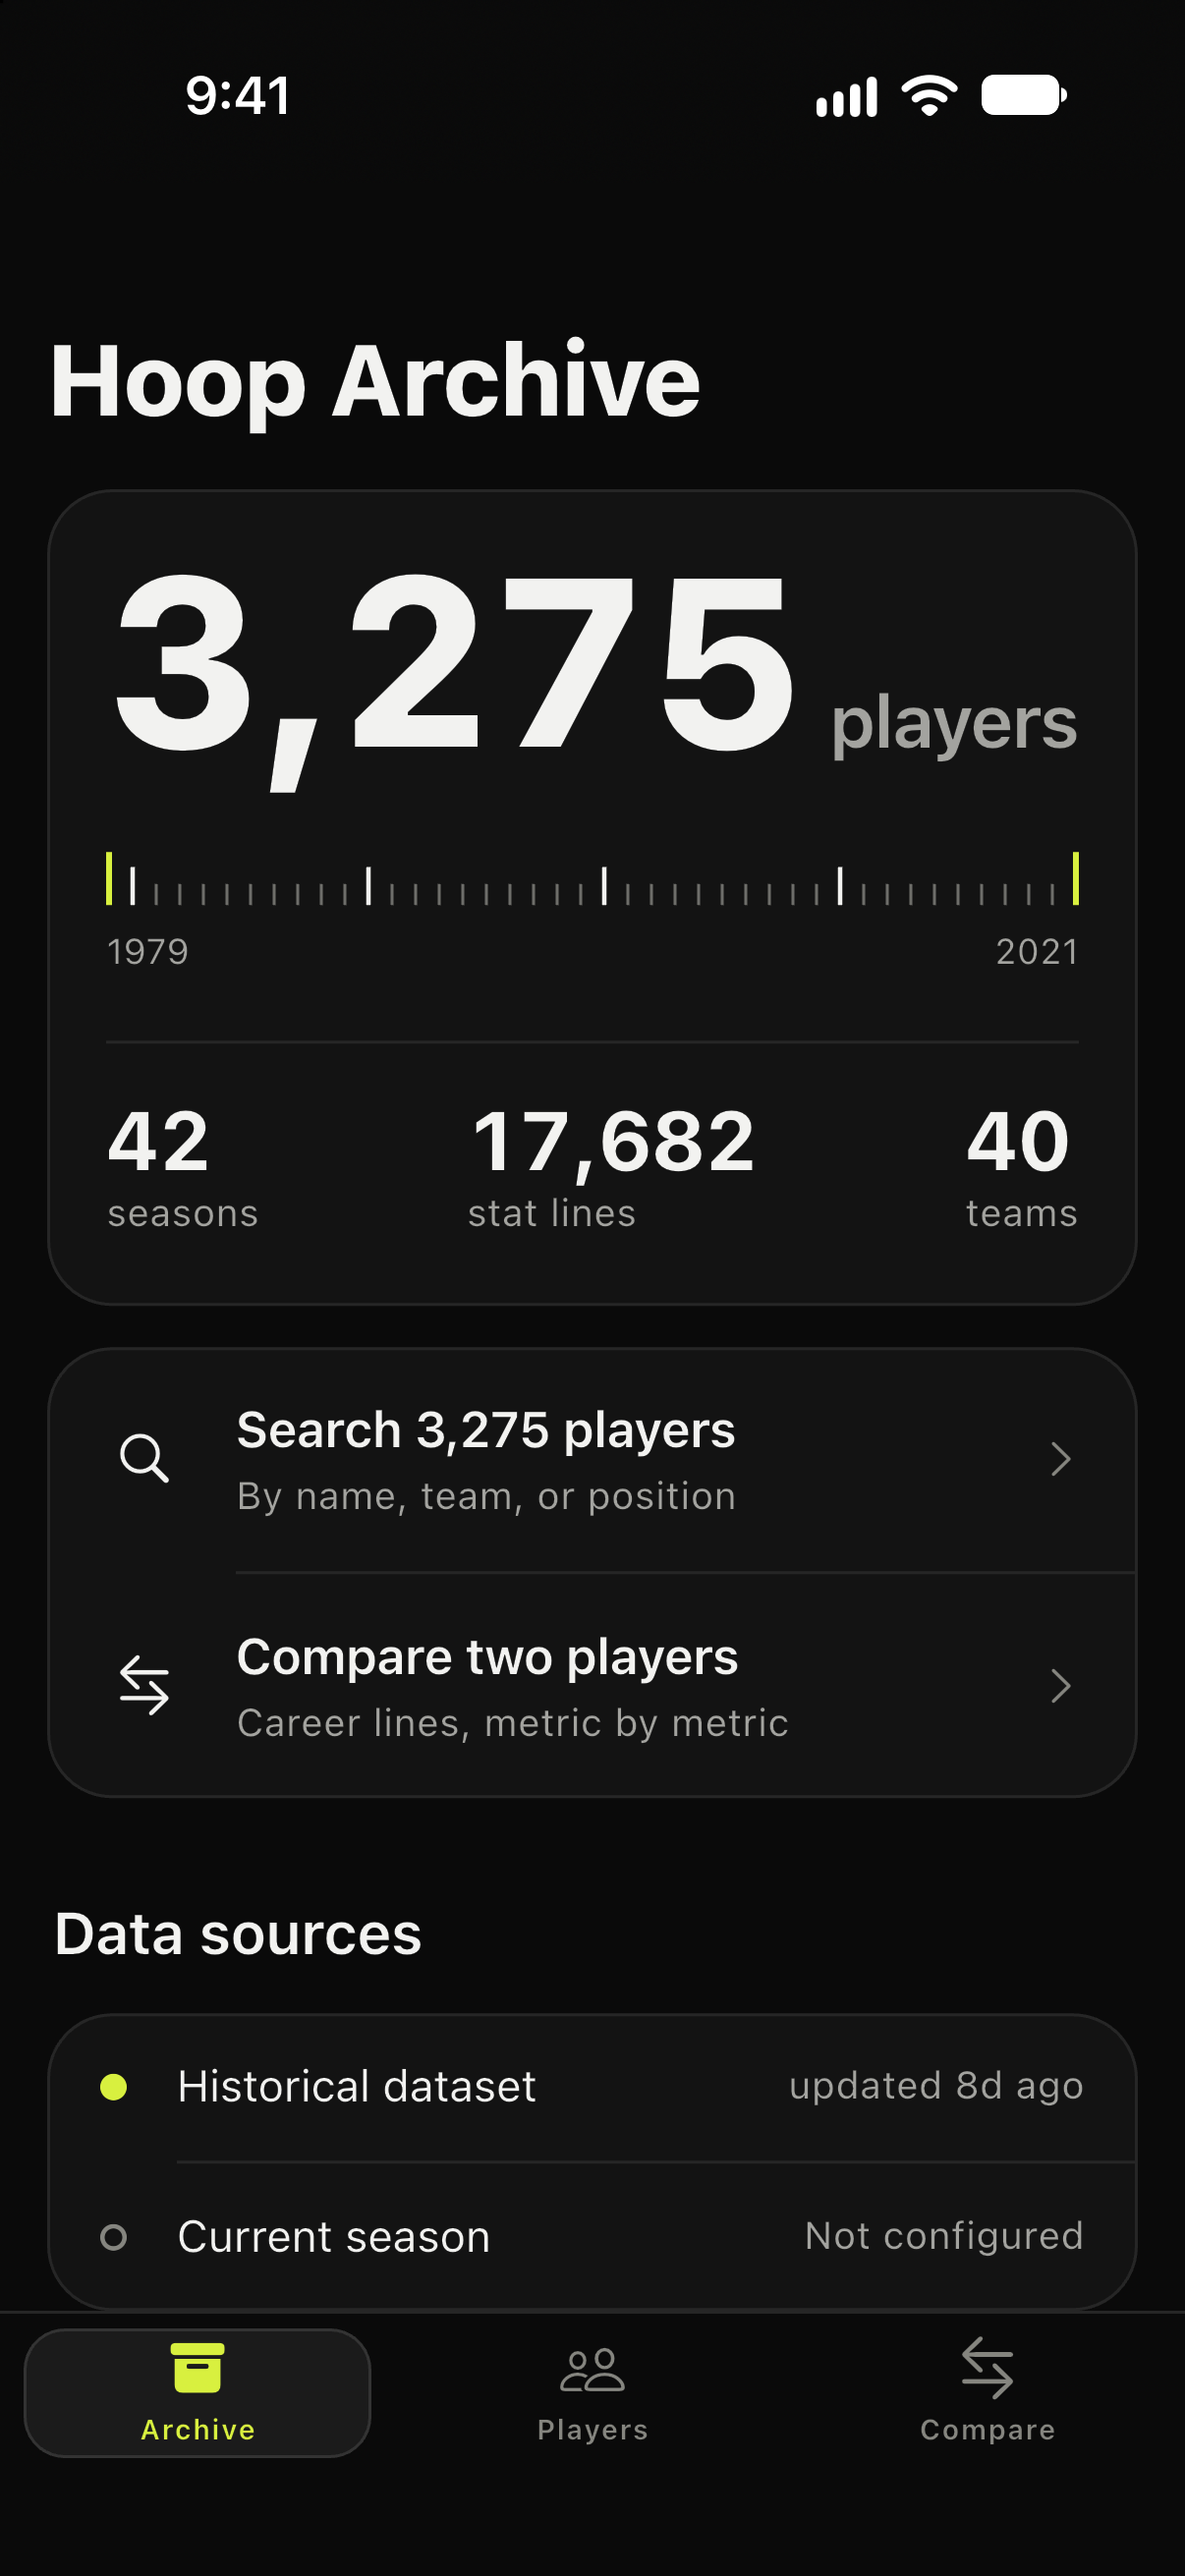 9:41
Hoop Archive
3,275 players
1979 2021
42 17,682 40
seasons stat lines teams
Search 3,275 players
By name, team, or position
Compare two players
Career lines, metric by metric
Data sources
Historical dataset updated 8d ago
Current season Not configured
Archive Players Compare